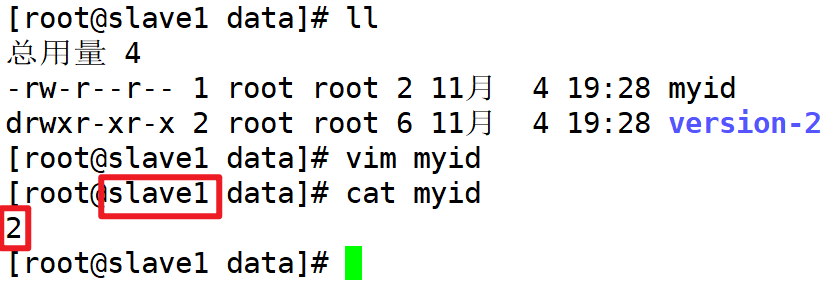 [root@slave1 data]# ll
总用量 4
-rw-r--r-- 1 root root 2 11月  4 19:28 myid
drwxr-xr-x 2 root root 6 11月  4 19:28 version-2
[root@slave1 data]# vim myid
[root@slave1 data]# cat myid
2
[root@slave1 data]#